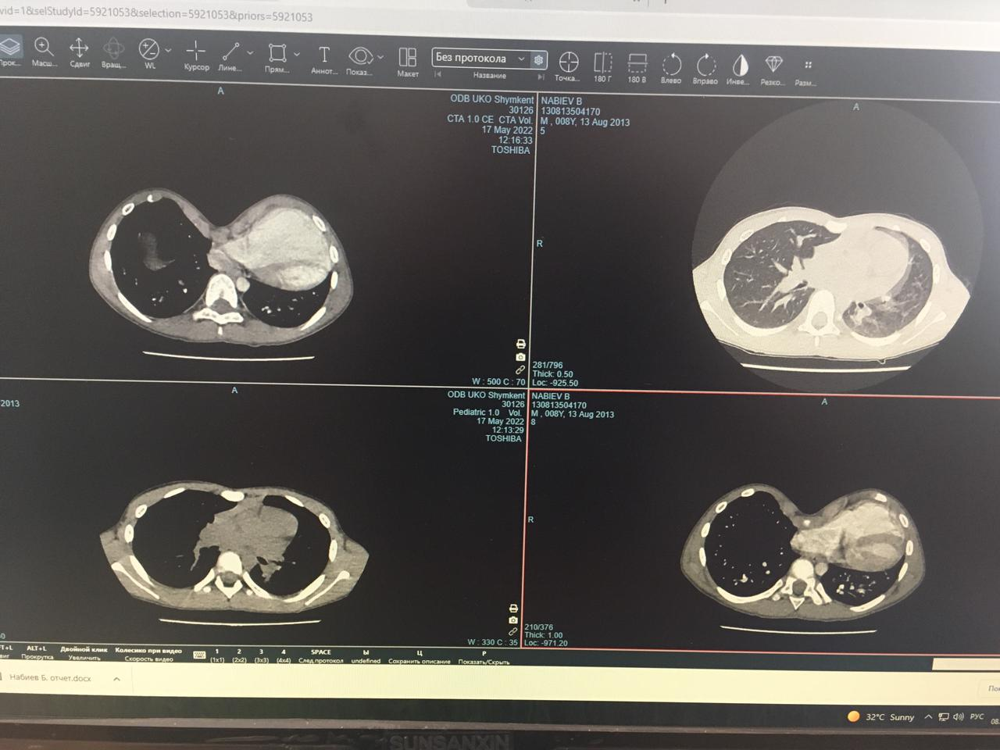 vid=1&selStudyId=5921053&selection=5921053&priors=5921053
Прок...
Масш...
Сдвиг
Вращ...
WL
Курсор
Лине...
Прям...
Аннот...
Показ...
Макет
Без протокола
Название
Точка...
180 Г
180 В
Влево
Вправо
Инве...
Резко...
Разм...
A
ODB UKO Shymkent
30126
CTA 1.0 CE CTA Vol.
17 May 2022
12:16:33
TOSHIBA
W : 500 C : 70
NABIEV B
130813504170
M , 008Y, 13 Aug 2013
5
A
R
281/796
Thick: 0.50
Loc: -925.50
2013
A
ODB UKO Shymkent
30126
Pediatric 1.0 Vol.
17 May 2022
12:13:29
TOSHIBA
W : 330 C : 35
NABIEV B
130813504170
M , 008Y, 13 Aug 2013
8
A
R
210/376
Thick: 1.00
Loc: -971.20
ALT+L
Прокрутка
Двойной клик
Увеличить
Колесико при видео
Скорость видео
1
(1x1)
2
(2x2)
3
(3x3)
4
(4x4)
SPACE
След.протокол
Ы
undefined
Ц
Сохранить описание
Р
Показать/Скрыть
Набиев Б. отчет.docx
32°C Sunny
РУС
SUNSANXIN